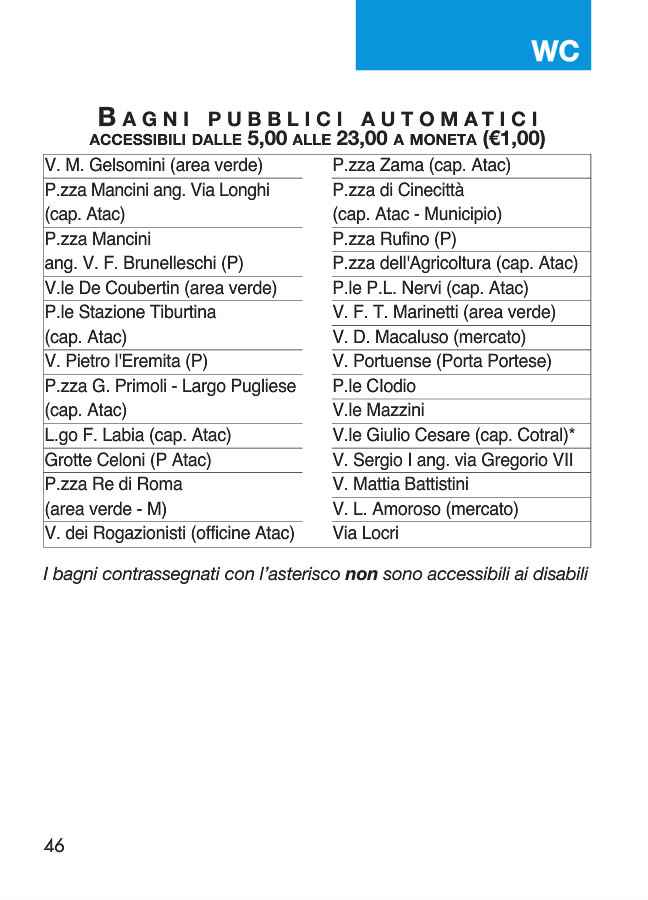 WC
BAGNI PUBBLICI AUTOMATICI
ACCESSIBILI DALLE 5,00 ALLE 23,00 A MONETA (€1,00)
V. M. Gelsomini (area verde)
P.zza Mancini ang. Via Longhi
(cap. Atac)
P.zza Mancini
ang. V. F. Brunelleschi (P)
V.le De Coubertin (area verde)
P.le Stazione Tiburtina
(cap. Atac)
V. Pietro l'Eremita (P)
P.zza G. Primoli - Largo Pugliese
(cap. Atac)
L.go F. Labia (cap. Atac)
Grotte Celoni (P Atac)
P.zza Re di Roma
(area verde - M)
V. dei Rogazionisti (officine Atac)
P.zza Zama (cap. Atac)
P.zza di Cinecittà
(cap. Atac - Municipio)
P.zza Rufino (P)
P.zza dell'Agricoltura (cap. Atac)
P.le P.L. Nervi (cap. Atac)
V. F. T. Marinetti (area verde)
V. D. Macaluso (mercato)
V. Portuense (Porta Portese)
P.le Clodio
V.le Mazzini
V.le Giulio Cesare (cap. Cotral)*
V. Sergio I ang. via Gregorio VII
V. Mattia Battistini
V. L. Amoroso (mercato)
Via Locri
I bagni contrassegnati con l'asterisco non sono accessibili ai disabili
46